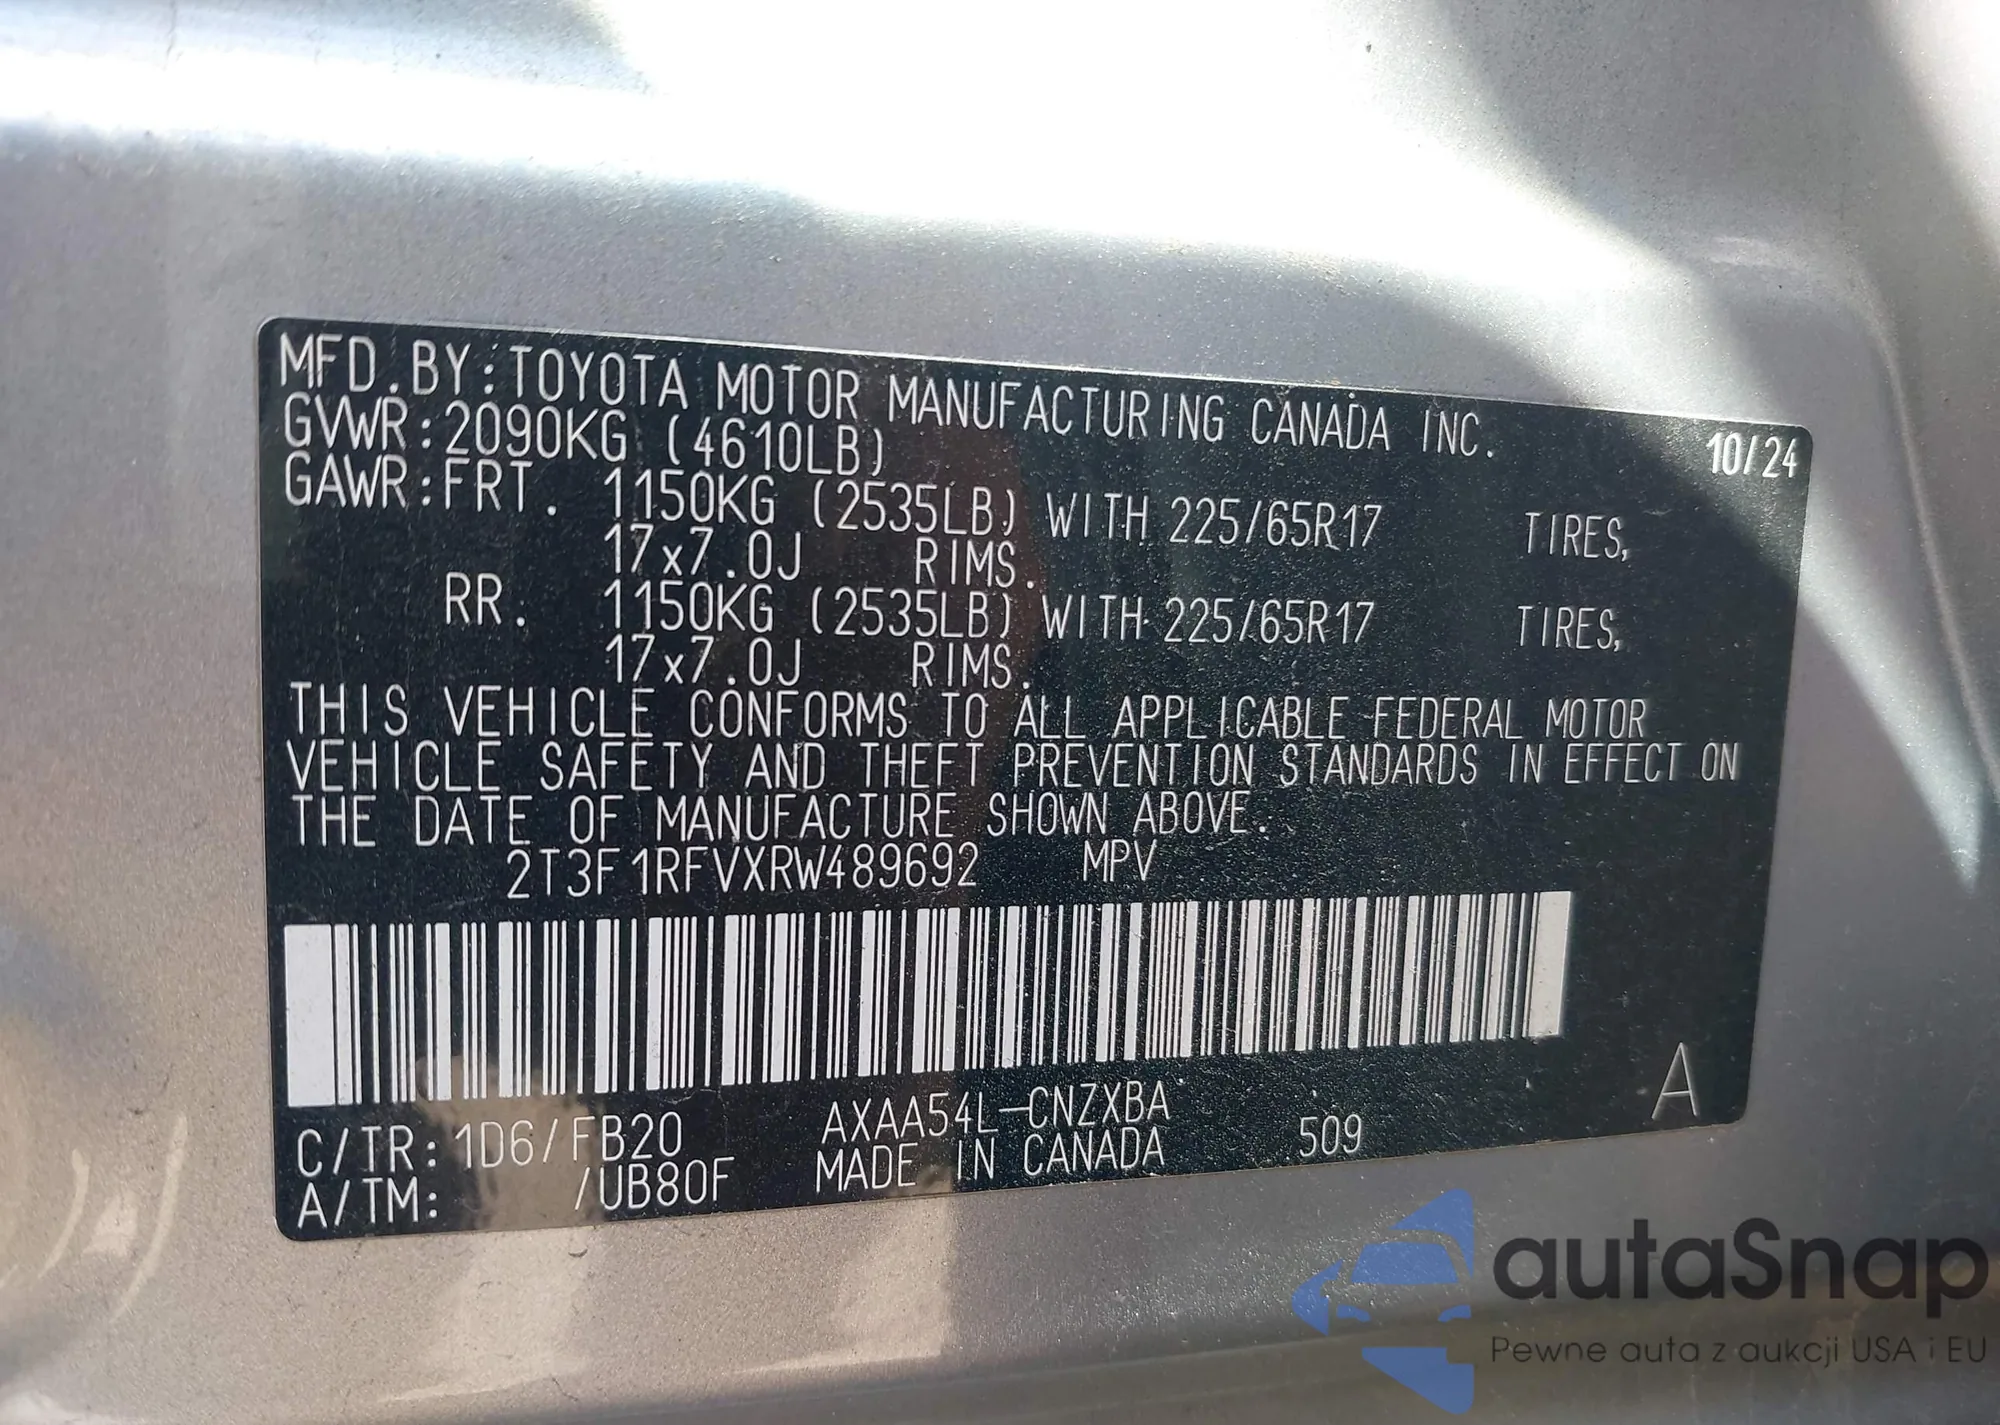 MFD.BY:TOYOTA MOTOR MANUFACTURING CANADA INC. 10/24
GVWR:2090KG (4610LB)
GAWR:FRT. 1150KG (2535LB) WITH 225/65R17 TIRES,
17x7.0J RIMS.
RR. 1150KG (2535LB) WITH 225/65R17 TIRES,
17x7.0J RIMS.
THIS VEHICLE CONFORMS TO ALL APPLICABLE FEDERAL MOTOR
VEHICLE SAFETY AND THEFT PREVENTION STANDARDS IN EFFECT ON
THE DATE OF MANUFACTURE SHOWN ABOVE.
2T3F1RFVXRW489692 MPV
C/TR:1D6/FB20 AXAA54L-CNZXBA A
A/TM: /UB80F MADE IN CANADA 509
autaSnap
Pewne auta z aukcji USA i EU